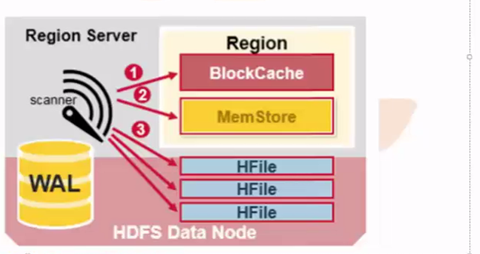 Region Server
Region
1
BlockCache
scanner
2
MemStore
3
HFile
WAL
HFile
HFile
HDFS Data Node